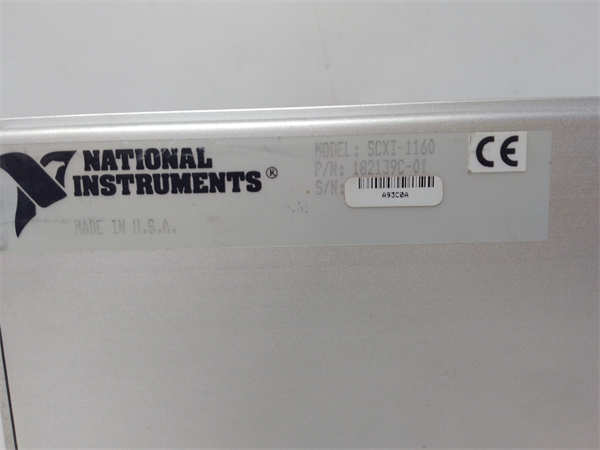 NATIONAL
INSTRUMENTS®
MADE IN U.S.A.
MODEL: SCXI-1160
P/N: 182139C-01
S/N:
A93C0A
CE